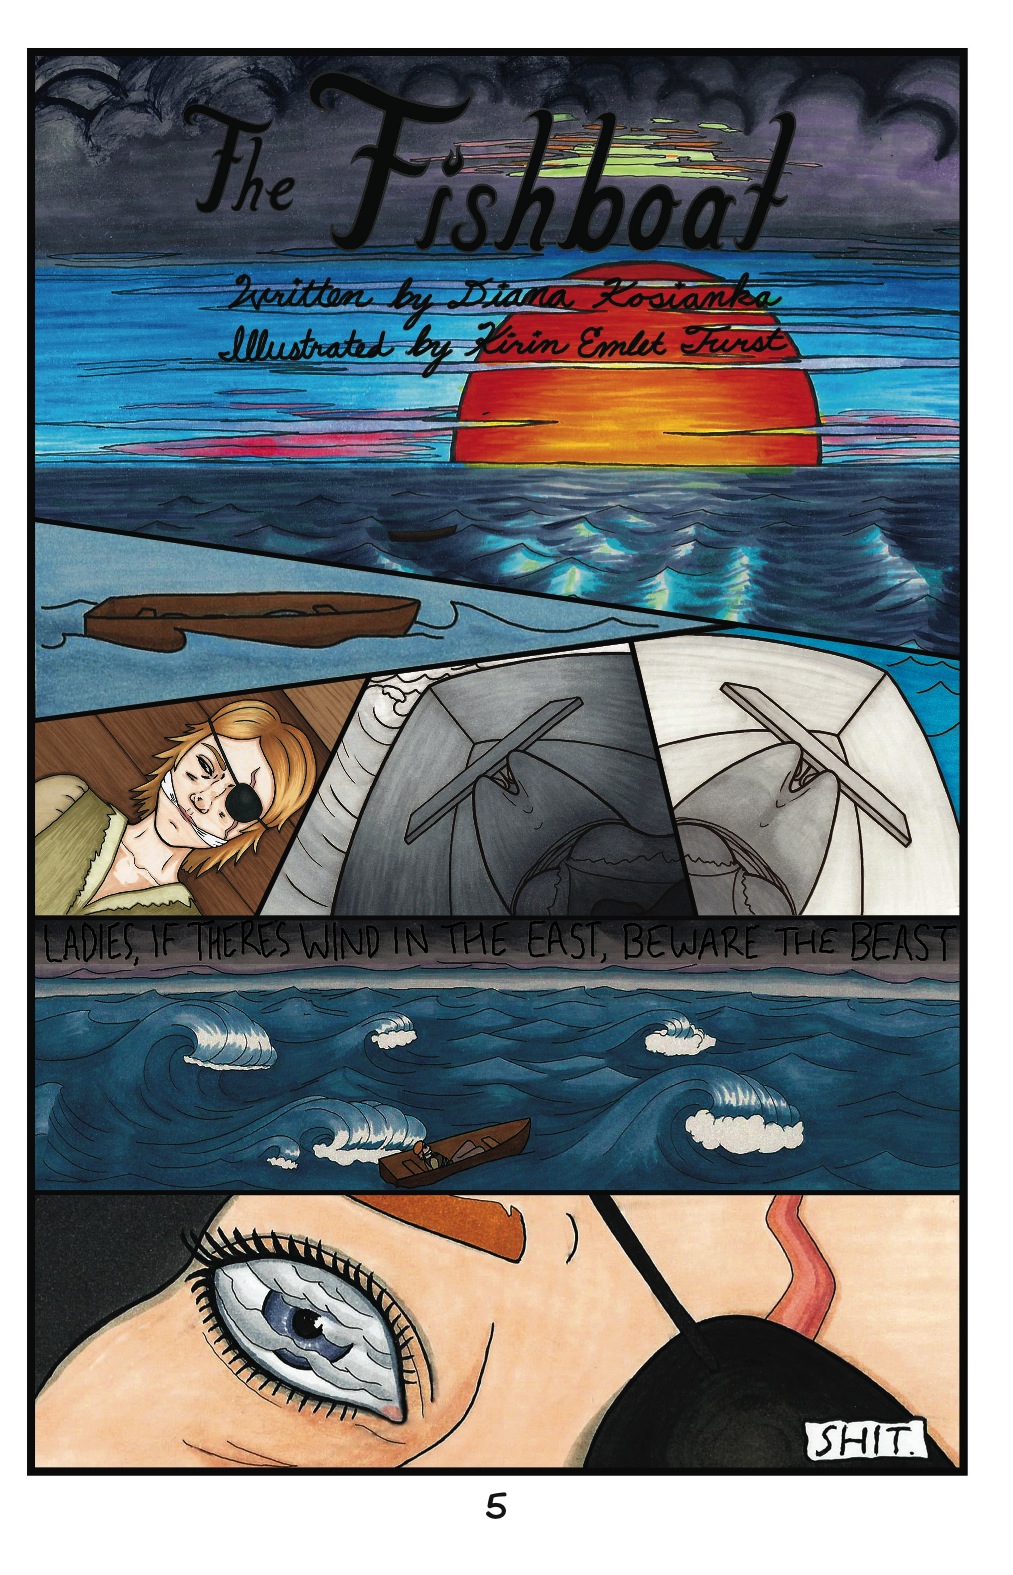 The Fishboat
Written by Diana Kosianka
Illustrated by Kirin Emlet Furst
LADIES, IF THERES WIND IN THE EAST, BEWARE THE BEAST
SHIT.
5